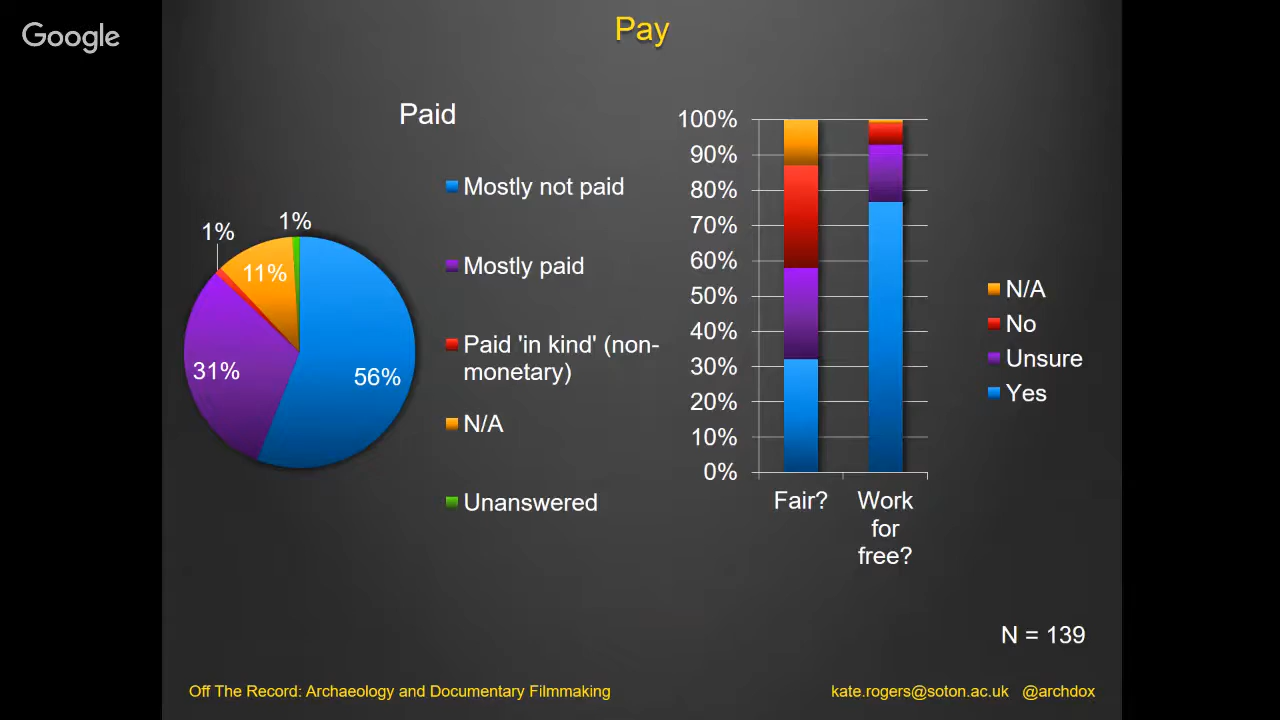 Google
Pay
Paid
1%
1%
11%
31%
56%
Mostly not paid
Mostly paid
Paid 'in kind' (non-
monetary)
N/A
Unanswered
100%
90%
80%
70%
60%
50%
40%
30%
20%
10%
0%
Fair?
Work
for
free?
N/A
No
Unsure
Yes
N = 139
Off The Record: Archaeology and Documentary Filmmaking
kate.rogers@soton.ac.uk @archdox